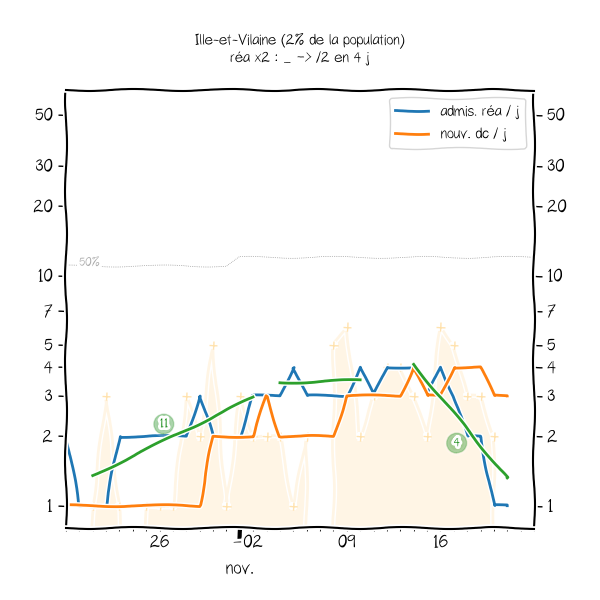 Ille-et-Vilaine (2% de la population)
réa x2 : _ -> /2 en 4 j
admis. réa / j
nouv. dc / j
50 50
30 30
20 20
50%
10 10
7 7
5 5
4 4
3 3
11
4
2 2
1 1
26 02 09 16
nov.